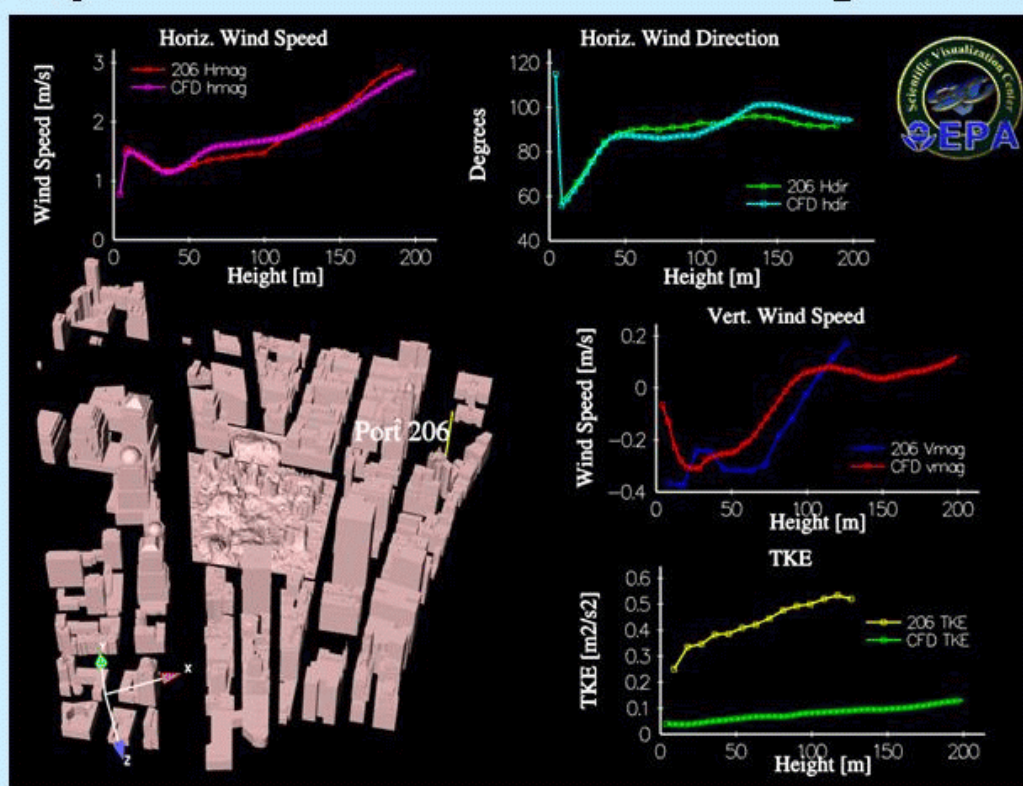 Horiz. Wind Speed
Wind Speed [m/s]
3
2
1
0
206 Hmag
CFD hmag
0 50 100 150 200
Height [m]
Horiz. Wind Direction
Degrees
120
100
80
60
40
206 Hdir
CFD hdir
0 50 100 150 200
Height [m]
Scientific Visualization Center
EPA
Port 206
Y
X
Z
Vert. Wind Speed
Wind Speed [m/s]
0.2
0
-0.2
-0.4
206 Vmag
CFD vmag
0 50 100 150 200
Height [m]
TKE
TKE [m2/s2]
0.6
0.5
0.4
0.3
0.2
0.1
0
206 TKE
CFD TKE
0 50 100 150 200
Height [m]